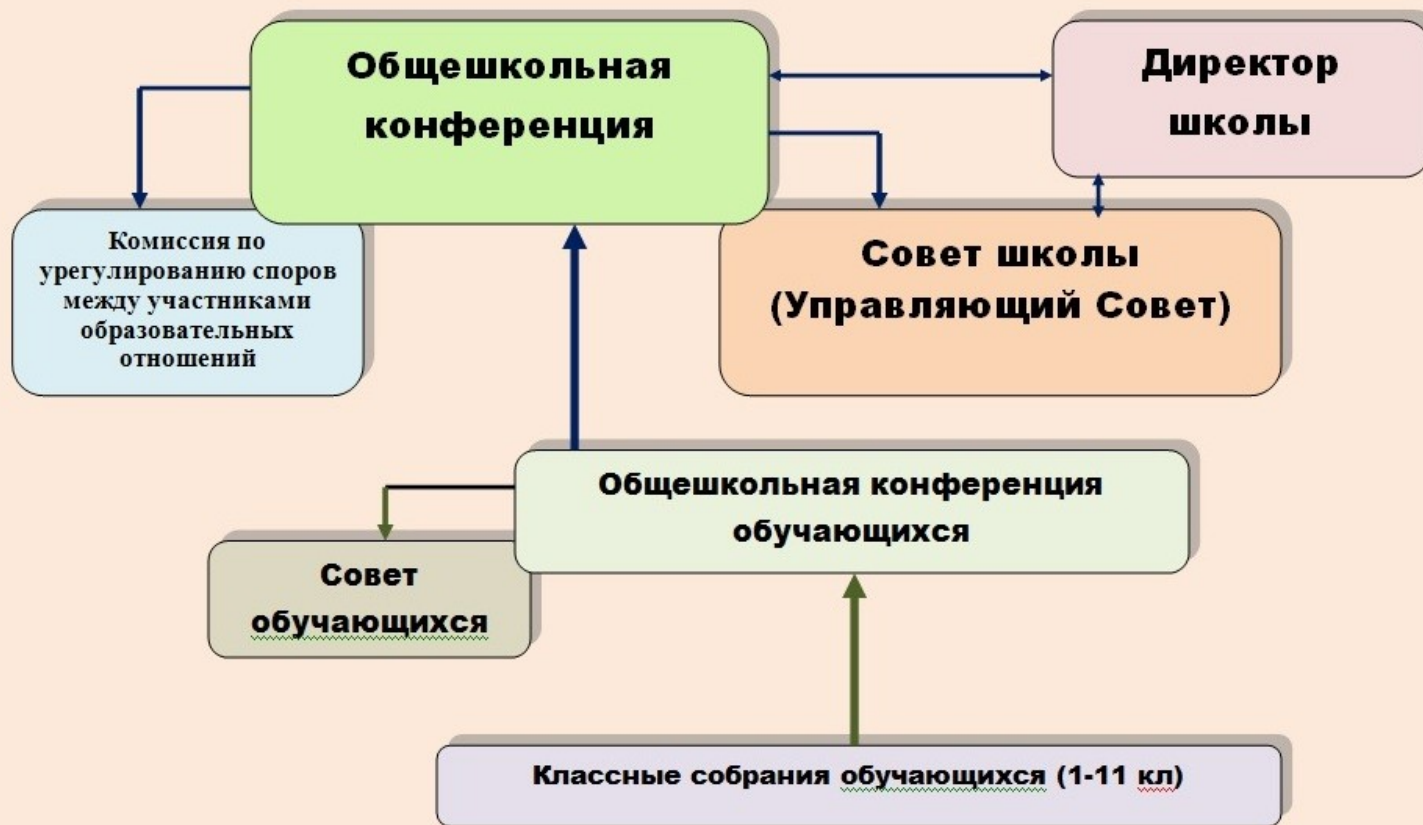 Общешкольная
конференция
Директор
школы
Комиссия по
урегулированию споров
между участниками
образовательных
отношений
Совет школы
(Управляющий Совет)
Общешкольная конференция
обучающихся
Совет
обучающихся
Классные собрания обучающихся (1-11 кл)